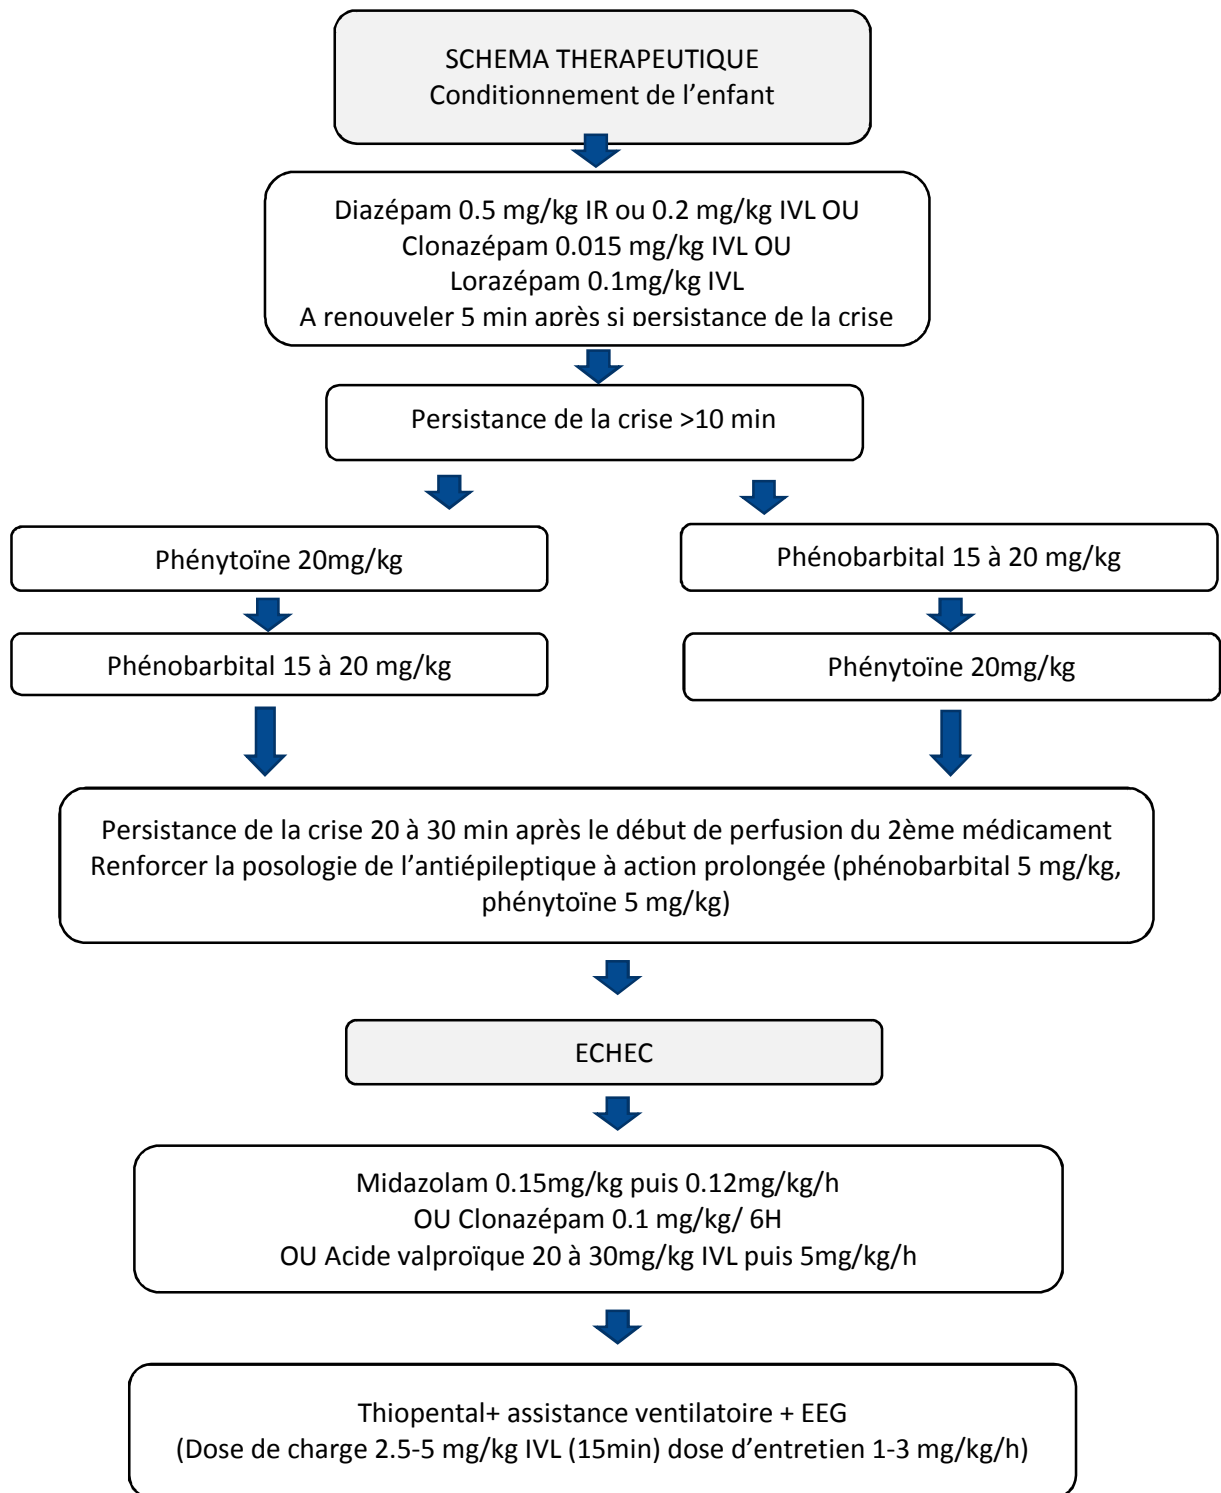 SCHEMA THERAPEUTIQUE
Conditionnement de l’enfant
Diazépam 0.5 mg/kg IR ou 0.2 mg/kg IVL OU
Clonazépam 0.015 mg/kg IVL OU
Lorazépam 0.1mg/kg IVL
A renouveler 5 min après si persistance de la crise
Persistance de la crise >10 min
Phénytoïne 20mg/kg
Phénobarbital 15 à 20 mg/kg
Phénobarbital 15 à 20 mg/kg
Phénytoïne 20mg/kg
Persistance de la crise 20 à 30 min après le début de perfusion du 2ème médicament
Renforcer la posologie de l’antiépileptique à action prolongée (phénobarbital 5 mg/kg,
phénytoïne 5 mg/kg)
ECHEC
Midazolam 0.15mg/kg puis 0.12mg/kg/h
OU Clonazépam 0.1 mg/kg/ 6H
OU Acide valproïque 20 à 30mg/kg IVL puis 5mg/kg/h
Thiopental+ assistance ventilatoire + EEG
(Dose de charge 2.5-5 mg/kg IVL (15min) dose d’entretien 1-3 mg/kg/h)